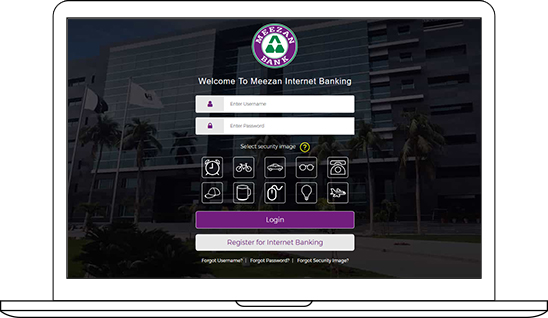 MEEZAN
BANK
Welcome To Meezan Internet Banking
Enter Username
Enter Password
Select security image ?
Login
Register for Internet Banking
Forgot Username? | Forgot Password? | Forgot Security Image?